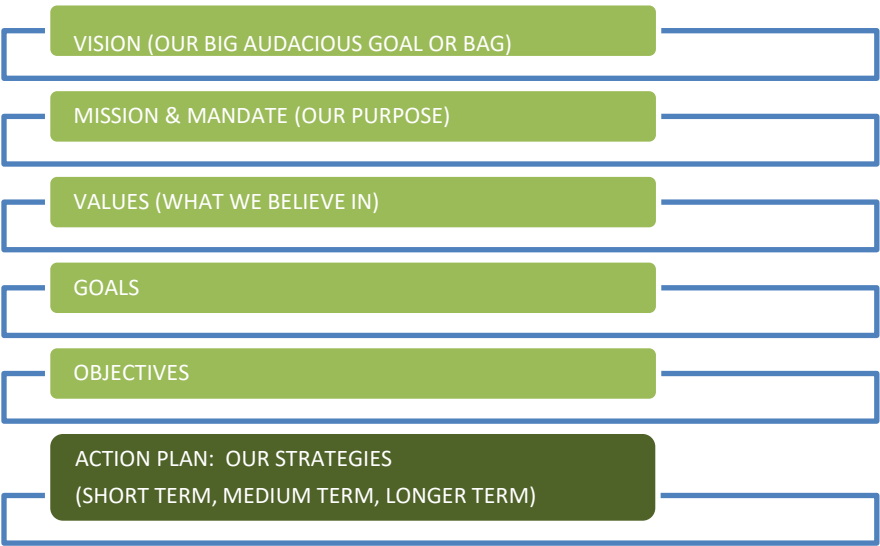 VISION (OUR BIG AUDACIOUS GOAL OR BAG)
MISSION & MANDATE (OUR PURPOSE)
VALUES (WHAT WE BELIEVE IN)
GOALS
OBJECTIVES
ACTION PLAN:  OUR STRATEGIES
(SHORT TERM, MEDIUM TERM, LONGER TERM)